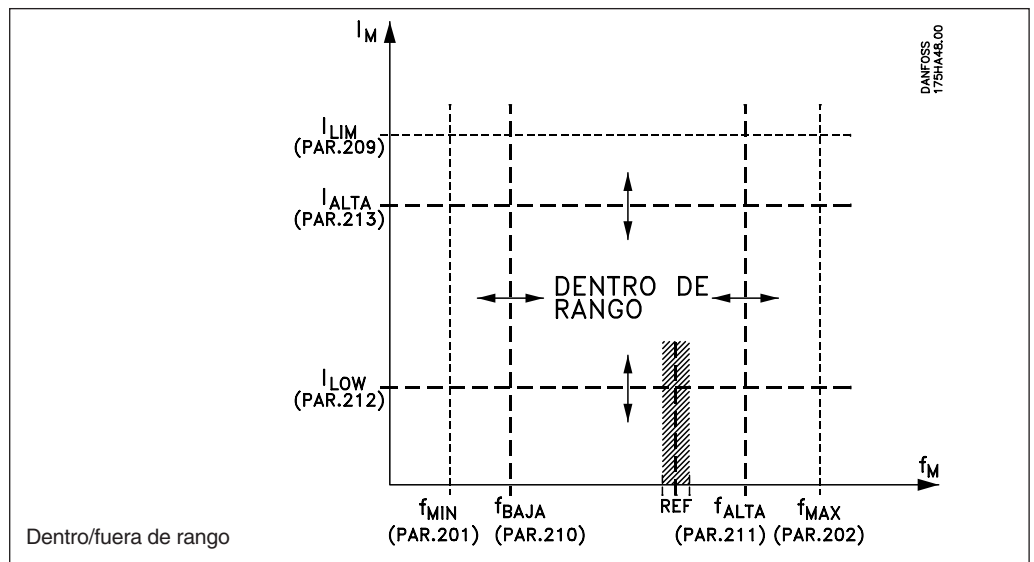 I_M
DANFOSS
175HA48.00
I_LIM
(PAR.209)
I_ALTA
(PAR.213)
DENTRO DE
RANGO
I_LOW
(PAR.212)
f_M
f_MIN
(PAR.201)
f_BAJA
(PAR.210)
REF
f_ALTA
(PAR.211)
f_MAX
(PAR.202)
Dentro/fuera de rango